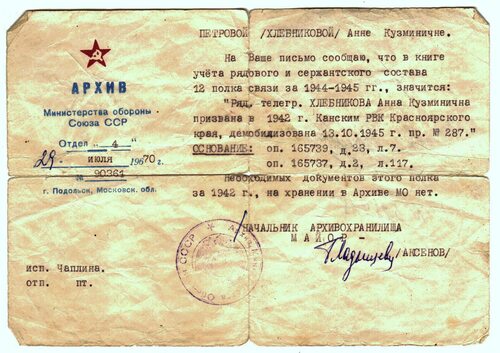 АРХИВ
Министерства обороны
Союза ССР
Отдел „ 4 "
29 июля 1970 г.
№ 90361
г. Подольск, Московск. обл.
ПЕТРОВОЙ /ХЛЕБНИКОВОЙ/ Анне Кузминичне.
На Ваше письмо сообщаю, что в книге
учёта рядового и сержантского состава
12 полка связи за 1944-1945 гг., значится:
"Ряд. телегр. ХЛЕБНИКОВА Анна Кузминична
призвана в 1942 г. Канским РВК Красноярского
края, демобилизована 13.10.1945 г. пр. № 287."
ОСНОВАНИЕ: оп. 165739, д.23, л.7.
оп. 165737, д.2, л.117.
необходимых документов этого полка
за 1942 г., на хранении в Архиве МО нет.
НАЧАЛЬНИК АРХИВОХРАНИЛИЩА
МАЙОР -
/АКСЕНОВ/
СССР
исп. Чаплина.
отп. пт.